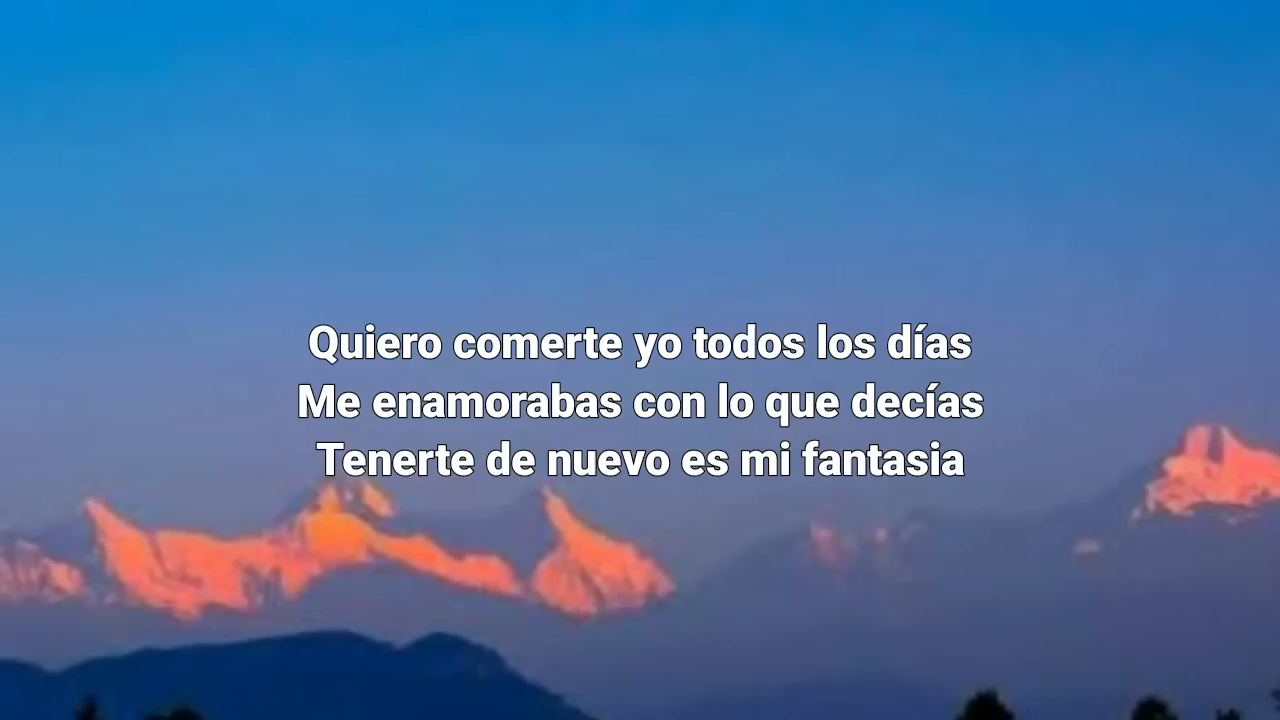 Quiero comerte yo todos los días
Me enamorabas con lo que decías
Tenerte de nuevo es mi fantasia